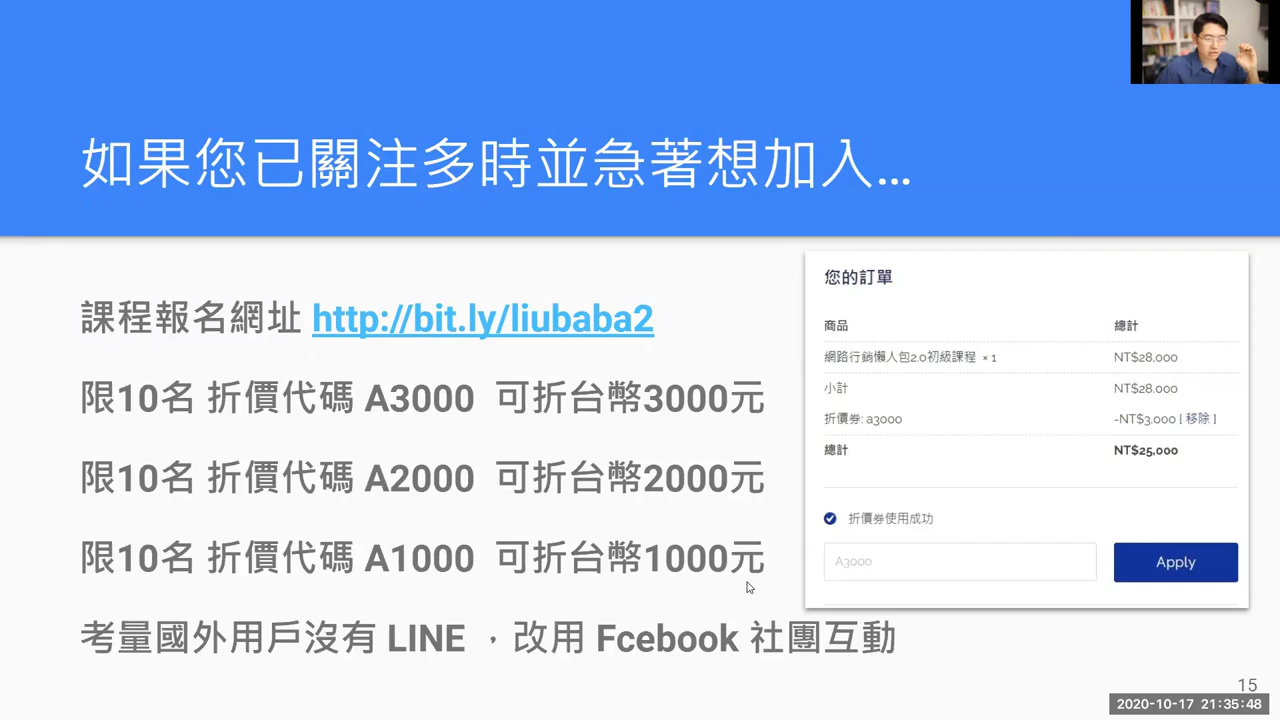 如果您已關注多時並急著想加入...
課程報名網址 http://bit.ly/liubaba2
限10名 折價代碼 A3000 可折台幣3000元
限10名 折價代碼 A2000 可折台幣2000元
限10名 折價代碼 A1000 可折台幣1000元
考量國外用戶沒有 LINE ，改用 Fcebook 社團互動
您的訂單
商品 總計
網路行銷懶人包2.0初級課程 × 1 NT$28,000
小計 NT$28,000
折價券: a3000 -NT$3,000 [ 移除 ]
總計 NT$25,000
折價券使用成功
A3000 Apply
15
2020-10-17 21:35:48